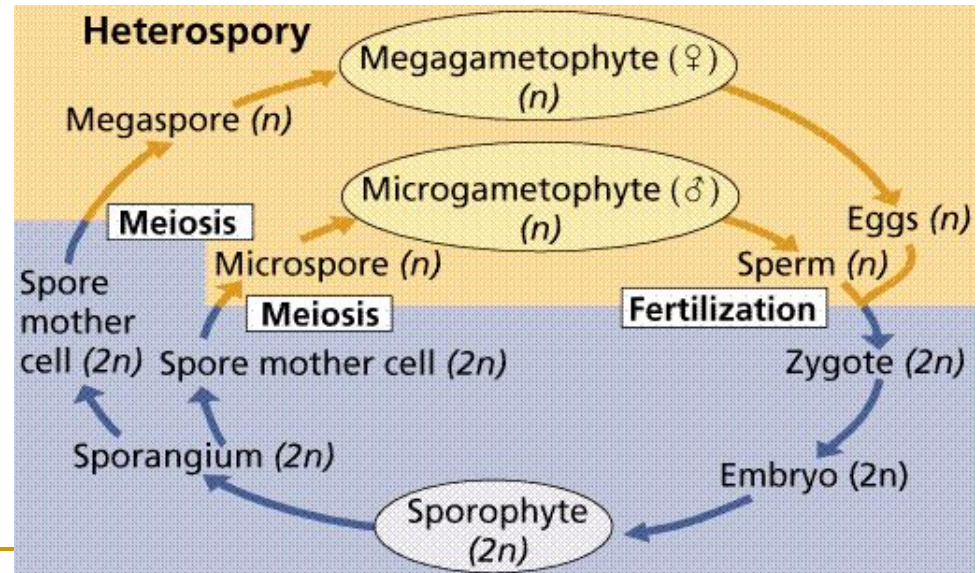 Heterospory
Megagametophyte (♀)
(n)
Megaspore (n)
Microgametophyte (♂)
(n)
Meiosis
Eggs (n)
Microspore (n)
Sperm (n)
Spore
mother
cell (2n)
Meiosis
Fertilization
Spore mother cell (2n)
Zygote (2n)
Sporangium (2n)
Embryo (2n)
Sporophyte
(2n)